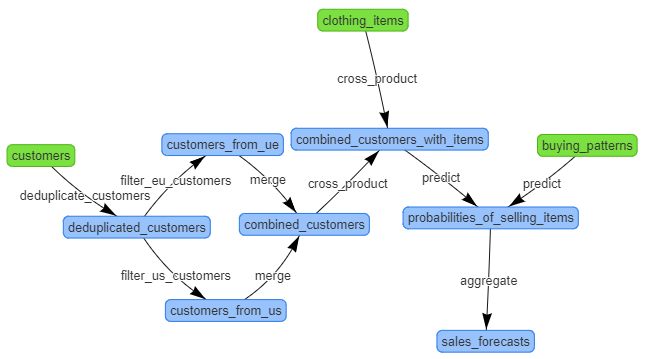 clothing_items
cross_product
customers_from_ue
combined_customers_with_items
buying_patterns
customers
filter_eu_customers
merge
cross_product
predict
predict
deduplicate_customers
deduplicated_customers
combined_customers
probabilities_of_selling_items
filter_us_customers
merge
aggregate
customers_from_us
sales_forecasts